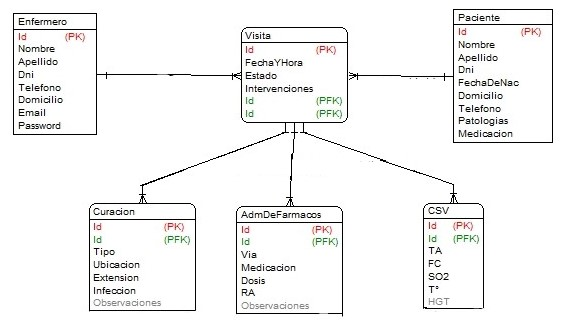 Enfermero
Id (PK)
Nombre
Apellido
Dni
Telefono
Domicilio
Email
Password
Visita
Id (PK)
FechaYHora
Estado
Intervenciones
Id (PFK)
Id (PFK)
Paciente
Id (PK)
Nombre
Apellido
Dni
FechaDeNac
Domicilio
Telefono
Patologias
Medicacion
Curacion
Id (PK)
Id (PFK)
Tipo
Ubicacion
Extension
Infeccion
Observaciones
AdmDeFarmacos
Id (PK)
Id (PFK)
Via
Medicacion
Dosis
RA
Observaciones
CSV
Id (PK)
Id (PFK)
TA
FC
SO2
T°
HGT